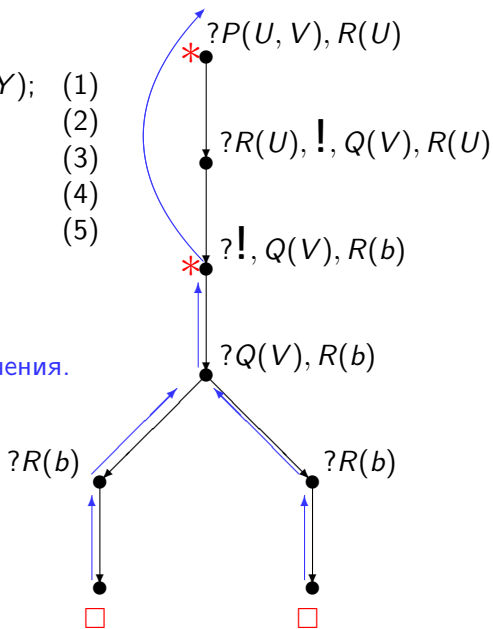 ?P(U, V), R(U)
Y); (1)
(2)
?R(U), !, Q(V), R(U)
(3)
(4)
(5)
?!, Q(V), R(b)
?Q(V), R(b)
ения.
?R(b)
?R(b)